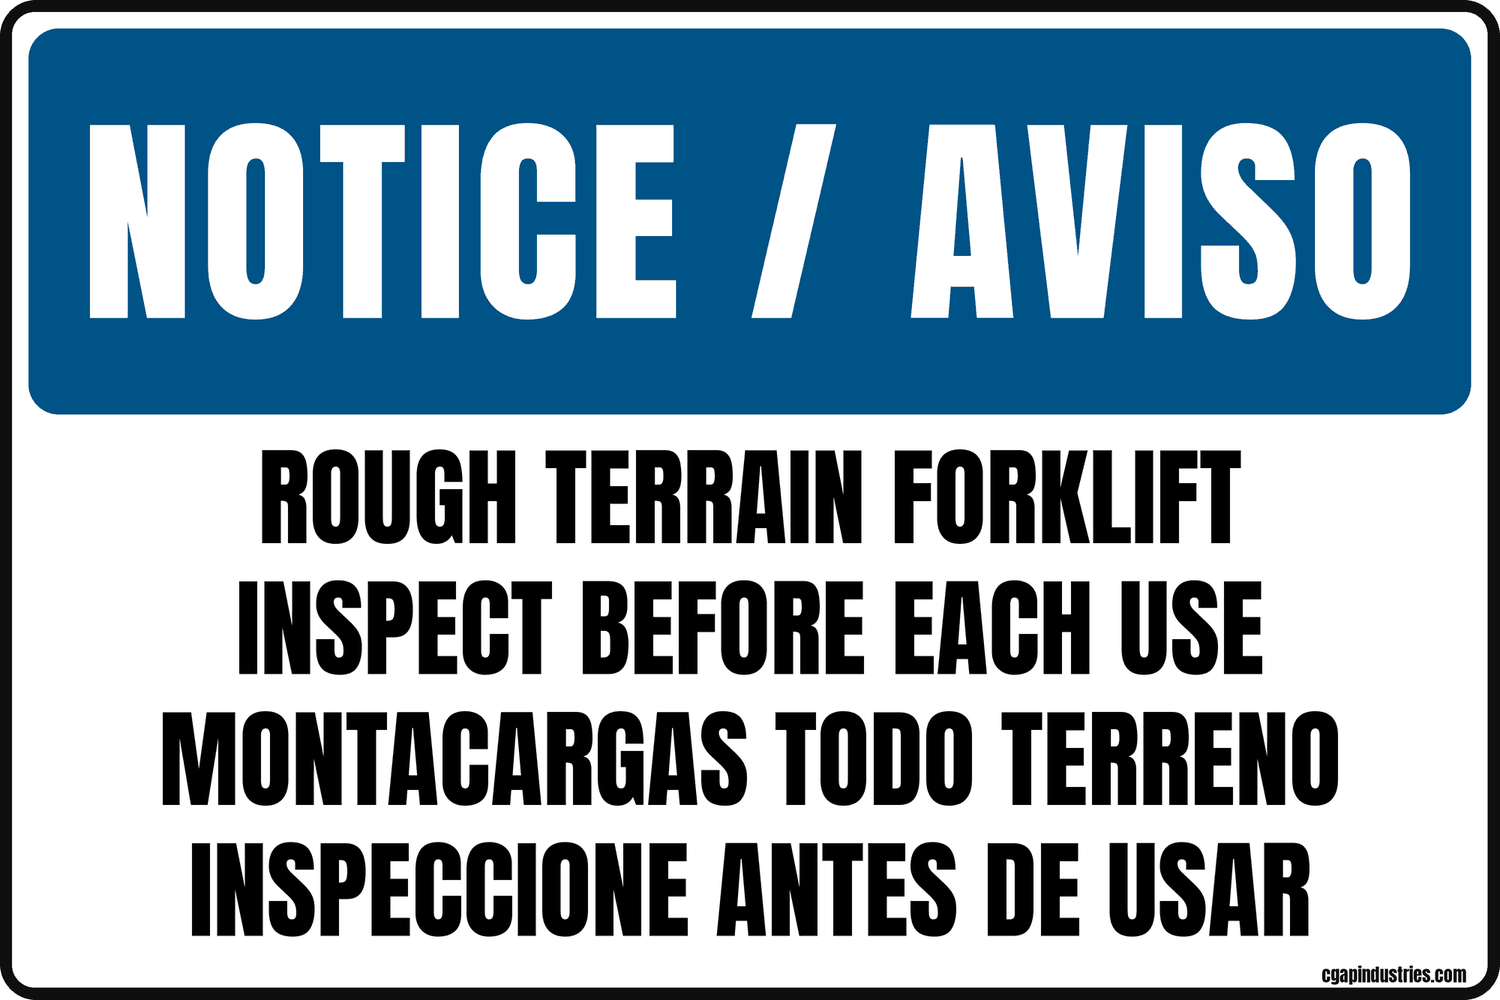 NOTICE / AVISO
ROUGH TERRAIN FORKLIFT
INSPECT BEFORE EACH USE
MONTACARGAS TODO TERRENO
INSPECCIONE ANTES DE USAR
cgapindustries.com